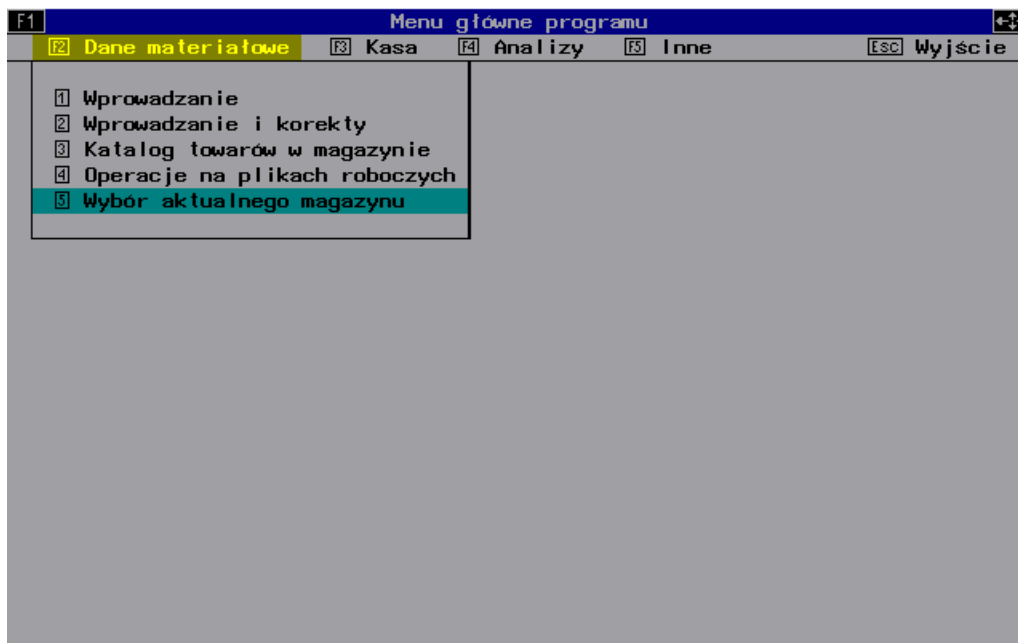 F1 Menu główne programu
F2 Dane materiałowe F3 Kasa F4 Analizy F5 Inne ESC Wyjście
1 Wprowadzanie
2 Wprowadzanie i korekty
3 Katalog towarów w magazynie
4 Operacje na plikach roboczych
5 Wybór aktualnego magazynu